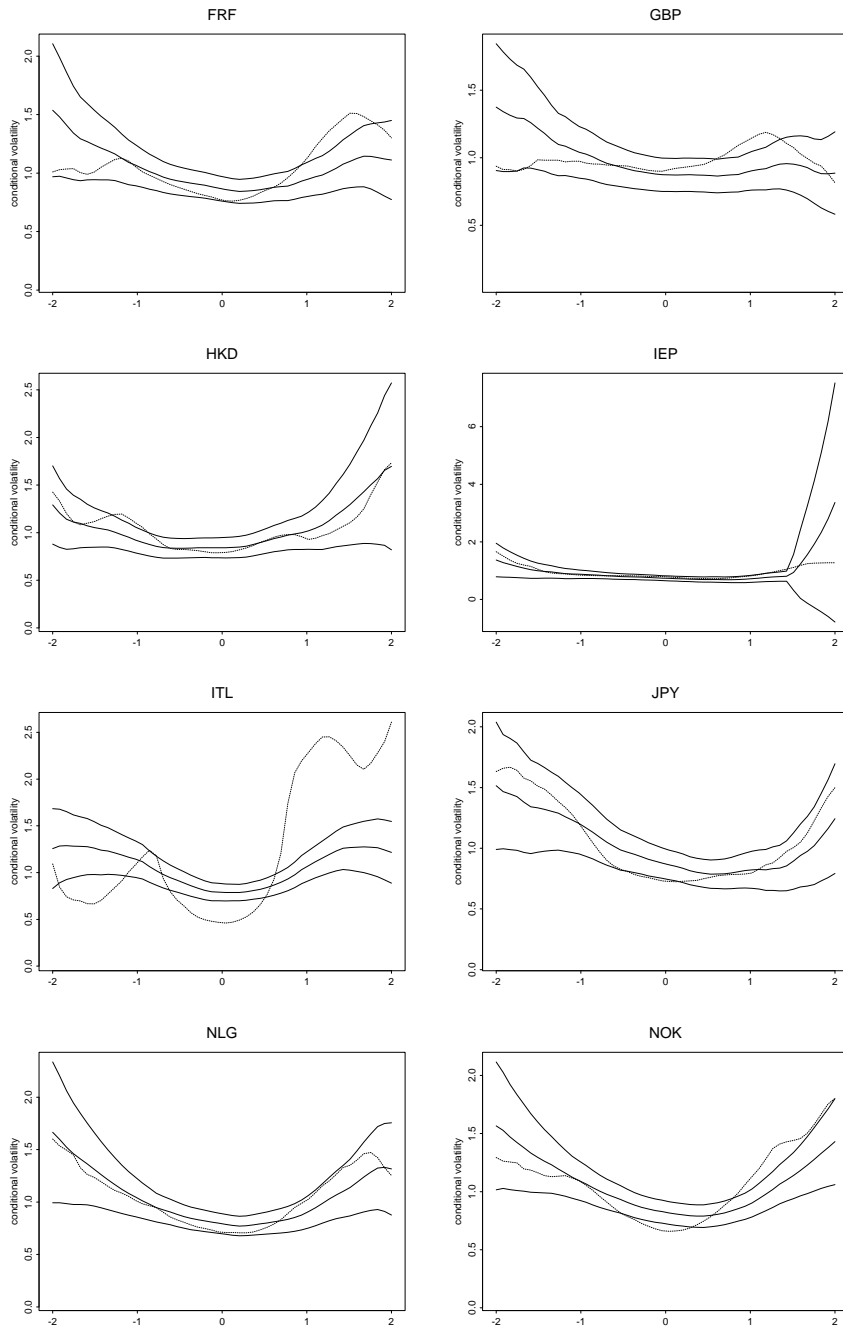 FRF
conditional volatility
0.0 0.5 1.0 1.5 2.0
-2 -1 0 1 2
GBP
conditional volatility
0.5 1.0 1.5
-2 -1 0 1 2
HKD
conditional volatility
0.0 0.5 1.0 1.5 2.0 2.5
-2 -1 0 1 2
IEP
conditional volatility
0 2 4 6
-2 -1 0 1 2
ITL
conditional volatility
0.0 0.5 1.0 1.5 2.0 2.5
-2 -1 0 1 2
JPY
conditional volatility
0.0 0.5 1.0 1.5 2.0
-2 -1 0 1 2
NLG
conditional volatility
0.0 0.5 1.0 1.5 2.0
-2 -1 0 1 2
NOK
conditional volatility
0.0 0.5 1.0 1.5 2.0
-2 -1 0 1 2